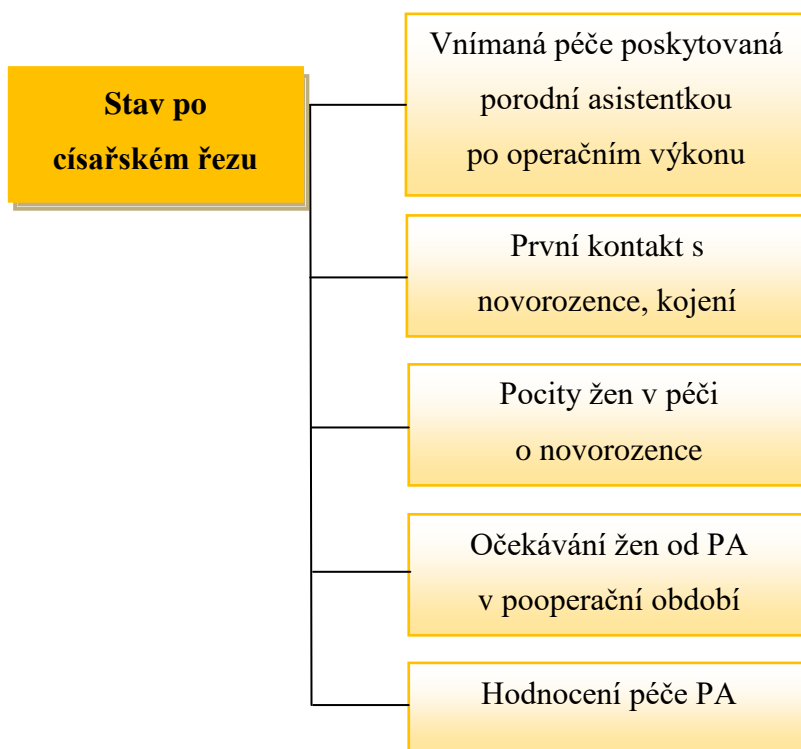 Stav po
císařském řezu
Vnímaná péče poskytovaná
porodní asistentkou
po operačním výkonu
První kontakt s
novorozence, kojení
Pocity žen v péči
o novorozence
Očekávání žen od PA
v pooperační období
Hodnocení péče PA